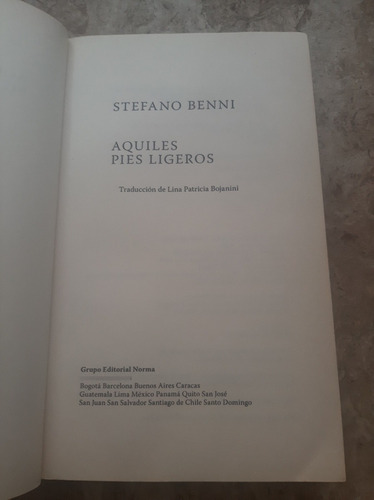 STEFANO BENNI
AQUILES
PIES LIGEROS
Traducción de Lina Patricia Bojanini
Grupo Editorial Norma
Bogotá Barcelona Buenos Aires Caracas
Guatemala Lima México Panamá Quito San José
San Juan San Salvador Santiago de Chile Santo Domingo